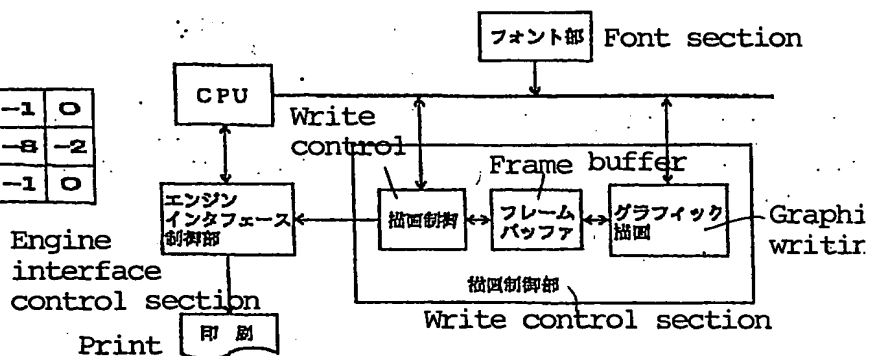 フォント部 Font section
CPU
-1 0
-8 -2
-1 0
Write
control
Frame buffer
エンジン
インタフェース
制御部
描画制御
フレーム
バッファ
グラフィック
描画
Graphi
writin
Engine
interface
control section
描画制御部
Write control section
Print 印刷